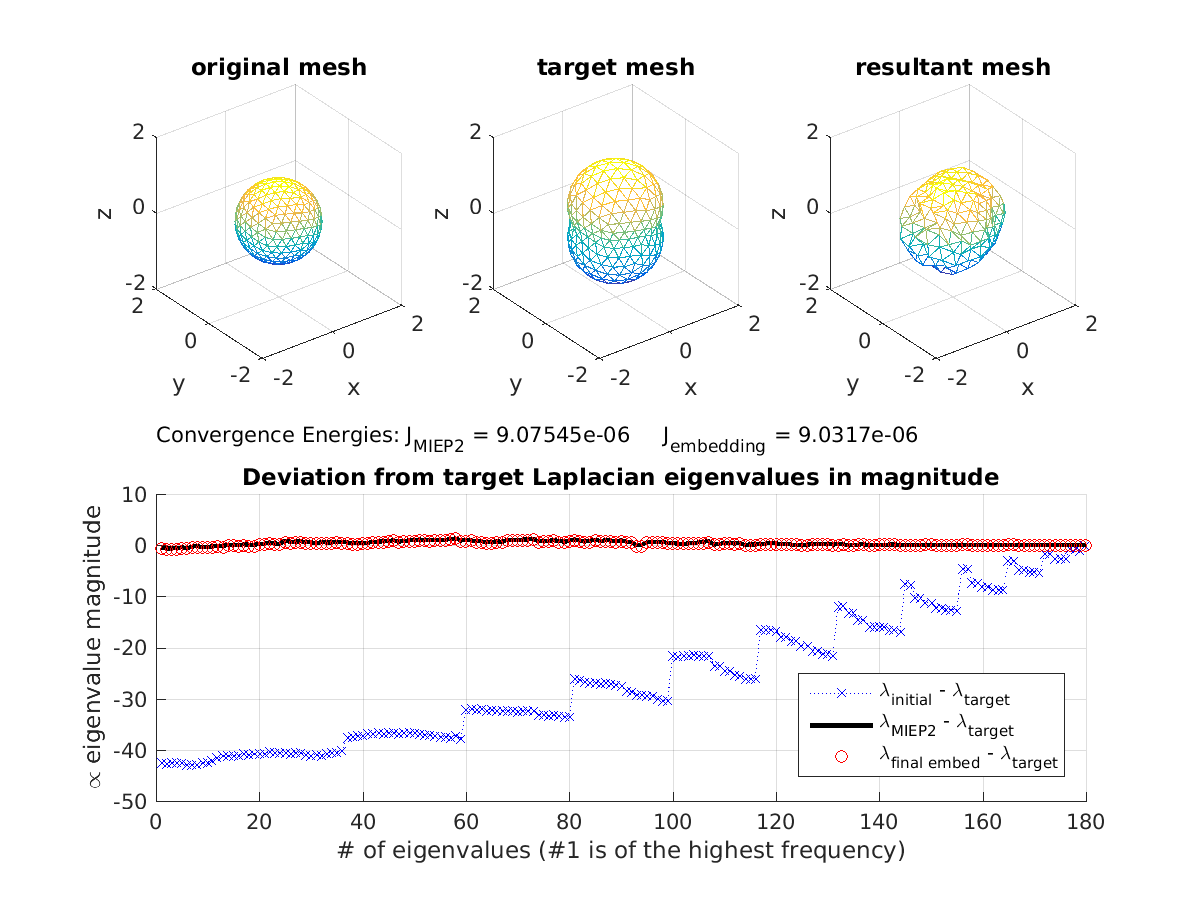 original mesh
target mesh
resultant mesh
2
0
-2
z
2
0
-2
y
-2
0
2
x
2
0
-2
z
2
0
-2
y
-2
0
2
x
2
0
-2
z
2
0
-2
y
-2
0
2
x
Convergence Energies: J_MIEP2 = 9.07545e-06 J_embedding = 9.0317e-06
Deviation from target Laplacian eigenvalues in magnitude
∝ eigenvalue magnitude
10
0
-10
-20
-30
-40
-50
λ_initial - λ_target
λ_MIEP2 - λ_target
λ_final embed - λ_target
0 20 40 60 80 100 120 140 160 180
# of eigenvalues (#1 is of the highest frequency)